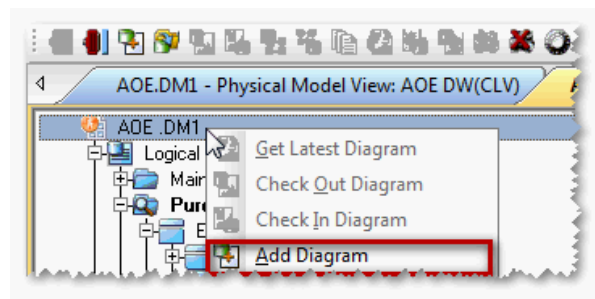 AOE.DM1 - Physical Model View: AOE DW(CLV)
AOE .DM1
Logical
Get Latest Diagram
Main
Check Out Diagram
Purc
Check In Diagram
E
Add Diagram